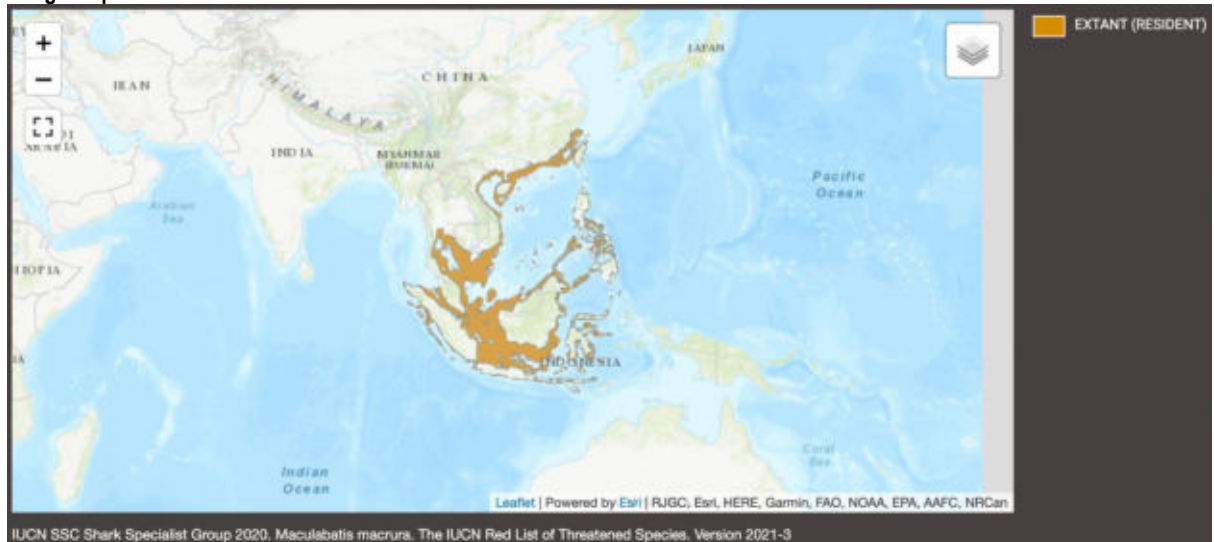 EXTANT (RESIDENT)
+
−
JAPAN
CHINA
IRAN
HIMALAYA
INDIA
MYANMAR
(BURMA)
Pacific
Ocean
Arabian
Sea
INDONESIA
Indian
Ocean
Coral
Sea
Leaflet | Powered by Esri | RJGC, Esri, HERE, Garmin, FAO, NOAA, EPA, AAFC, NRCan
IUCN SSC Shark Specialist Group 2020. Maculabatis macrura. The IUCN Red List of Threatened Species. Version 2021-3